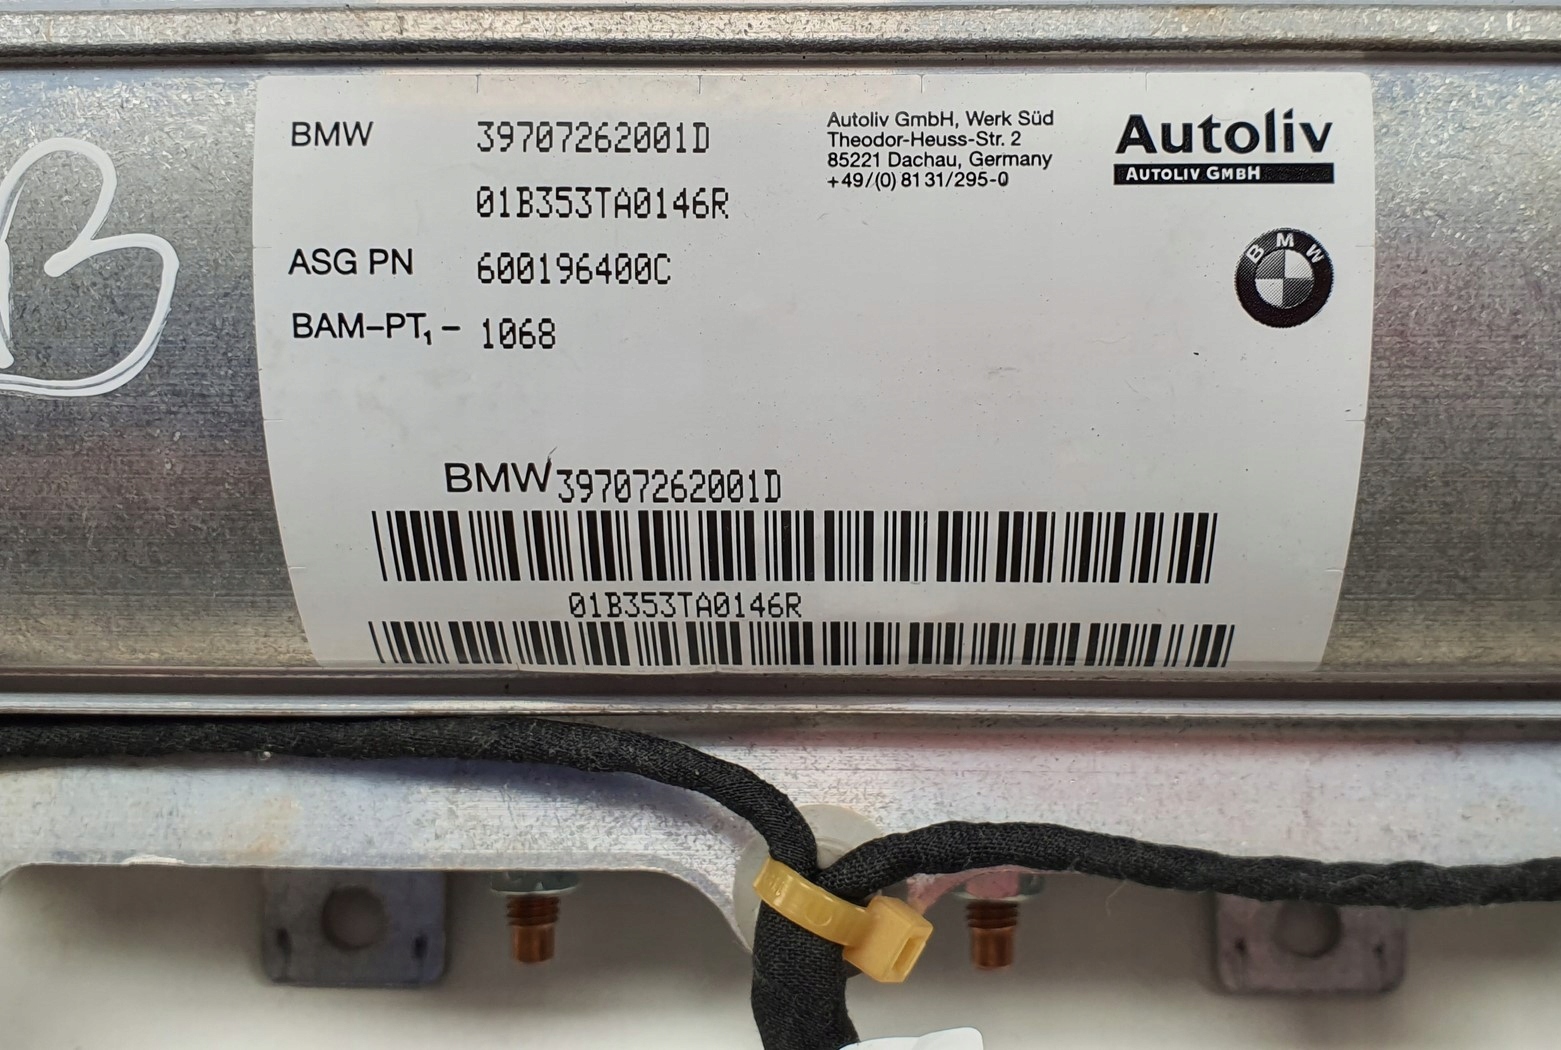 BMW 39707262001D
01B353TA0146R
ASG PN 600196400C
BAM-PT₁ - 1068
Autoliv GmbH, Werk Süd
Theodor-Heuss-Str. 2
85221 Dachau, Germany
+49/(0) 81 31/295-0
Autoliv
AUTOLIV GMBH
BMW
BMW 39707262001D
01B353TA0146R
B